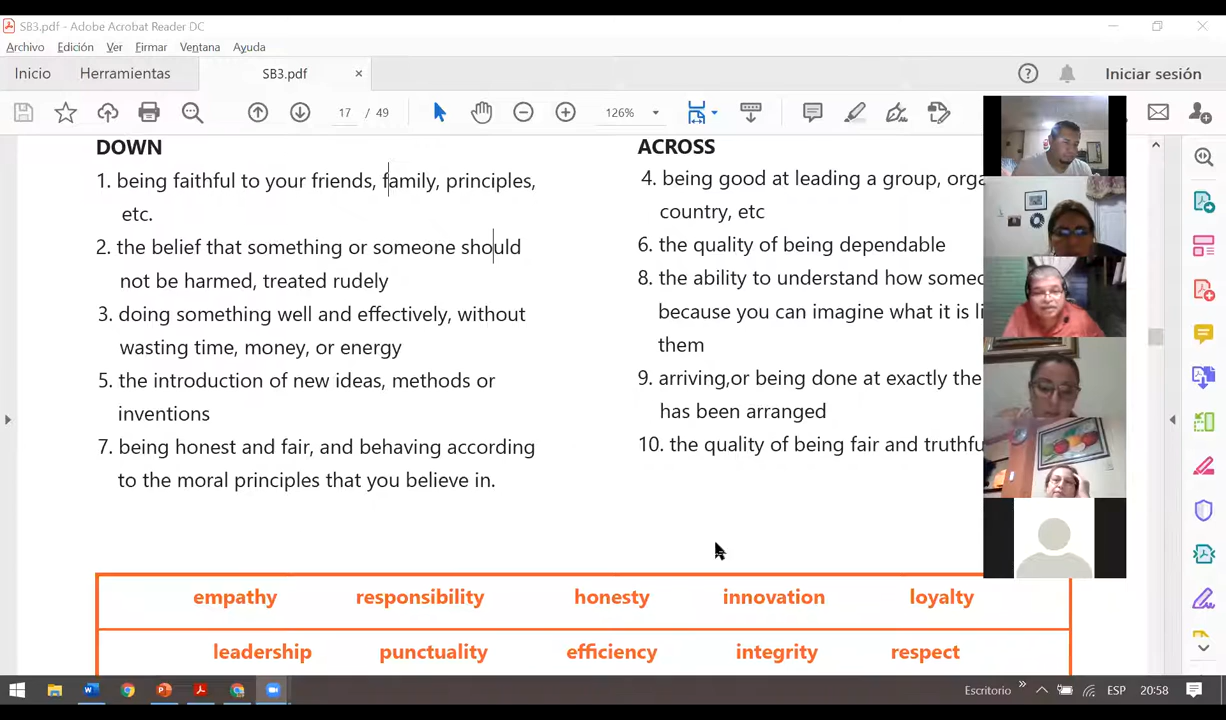 SB3.pdf - Adobe Acrobat Reader DC
Archivo Edición Ver Firmar Ventana Ayuda
Inicio Herramientas SB3.pdf × Iniciar sesión
17 / 49 126%
DOWN
1. being faithful to your friends, family, principles,
etc.
2. the belief that something or someone should
not be harmed, treated rudely
3. doing something well and effectively, without
wasting time, money, or energy
5. the introduction of new ideas, methods or
inventions
7. being honest and fair, and behaving according
to the moral principles that you believe in.
ACROSS
4. being good at leading a group, orga
country, etc
6. the quality of being dependable
8. the ability to understand how someo
because you can imagine what it is li
them
9. arriving,or being done at exactly the
has been arranged
10. the quality of being fair and truthfu
empathy responsibility honesty innovation loyalty
leadership punctuality efficiency integrity respect
Escritorio » ESP 20:58